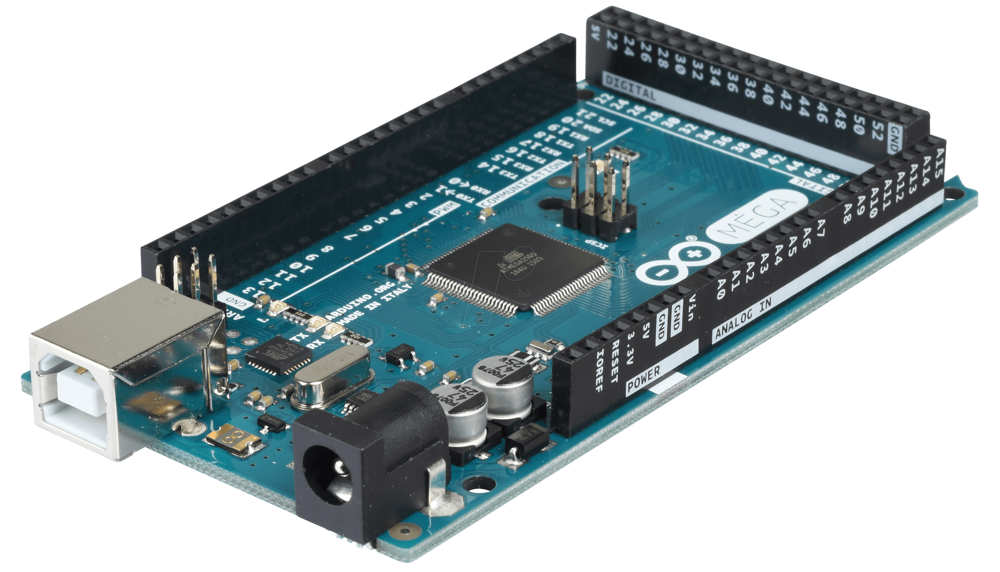 5V
22
24
26
28
30
32
34
36
38
40
42
44
46
48
50
52
GND
DIGITAL
22
24
26
28
30
32
34
36
38
40
42
44
46
48
GITAL
SCL 21
SDA 20
RX1 19
TX1 18
RX2 17
TX2 16
RX3 15
TX3 14
COMMUNICATION
RX0 ← 0
TX0 → 1
2
3
4
5
6
7
PWM
8
9
10
11
12
13
GND
AR
L
TX
RX
ARDUINO.ORG
MADE IN ITALY
ICSP
MEGA
ATMEL
ATMEGA2560
16AU 1503
ATMEL
MEGA16U2
A15
A14
A13
A12
A11
A10
A9
A8
A7
A6
A5
A4
A3
A2
A1
A0
ANALOG IN
Vin
GND
GND
5V
3.3V
RESET
IOREF
POWER
F0078
47
25V
47
25V
M7